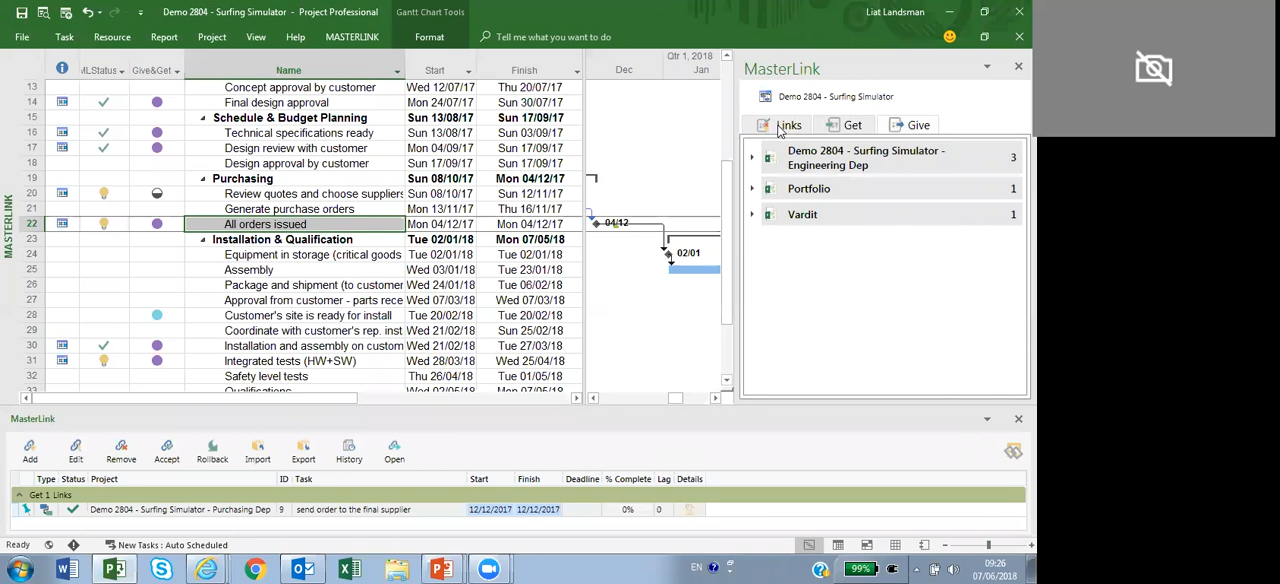 Demo 2804 - Surfing Simulator - Project Professional
Gantt Chart Tools
Liat Landsman
File Task Resource Report Project View Help MASTERLINK Format Tell me what you want to do
MLStatus Give&Get Name Start Finish
Qtr 1, 2018
Dec Jan
13 Concept approval by customer Wed 12/07/17 Thu 20/07/17
14 Final design approval Mon 24/07/17 Sun 30/07/17
15 Schedule & Budget Planning Sun 13/08/17 Sun 17/09/17
16 Technical specifications ready Sun 13/08/17 Sun 03/09/17
17 Design review with customer Mon 04/09/17 Sun 17/09/17
18 Design approval by customer Sun 17/09/17 Sun 17/09/17
19 Purchasing Sun 08/10/17 Mon 04/12/17
20 Review quotes and choose suppliers Sun 08/10/17 Sun 12/11/17
21 Generate purchase orders Mon 13/11/17 Thu 16/11/17
22 All orders issued Mon 04/12/17 Mon 04/12/17 04/12
23 Installation & Qualification Tue 02/01/18 Mon 07/05/18
24 Equipment in storage (critical goods Tue 02/01/18 Tue 02/01/18 02/01
25 Assembly Wed 03/01/18 Tue 23/01/18
26 Package and shipment (to customer Wed 24/01/18 Tue 06/03/18
27 Approval from customer - parts rece Wed 07/03/18 Wed 07/03/18
28 Customer's site is ready for install Tue 20/02/18 Tue 20/02/18
29 Coordinate with customer's rep. inst Wed 21/02/18 Sun 25/02/18
30 Installation and assembly on custom Wed 21/02/18 Tue 27/03/18
31 Integrated tests (HW+SW) Wed 28/03/18 Wed 25/04/18
32 Safety level tests Thu 26/04/18 Tue 01/05/18
33 Qualifications Wed 02/05/18 Mon 07/05/18
MASTERLINK
MasterLink
Demo 2804 - Surfing Simulator
Links Get Give
Demo 2804 - Surfing Simulator - Engineering Dep 3
Portfolio 1
Vardit 1
MasterLink
Add Edit Remove Accept Rollback Import Export History Open
Type Status Project ID Task Start Finish Deadline % Complete Lag Details
Get 1 Links
Demo 2804 - Surfing Simulator - Purchasing Dep 9 send order to the final supplier 12/12/2017 12/12/2017 0% 0
Ready New Tasks : Auto Scheduled
EN 99% 09:26
07/06/2018